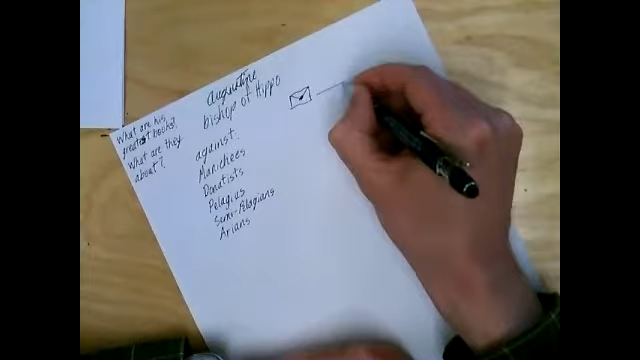 What are his
greatest books?
What are they
about?
Augustine
bishop of Hippo
against
Manichees
Donatists
Pelagius
Semi-Pelagians
Arians